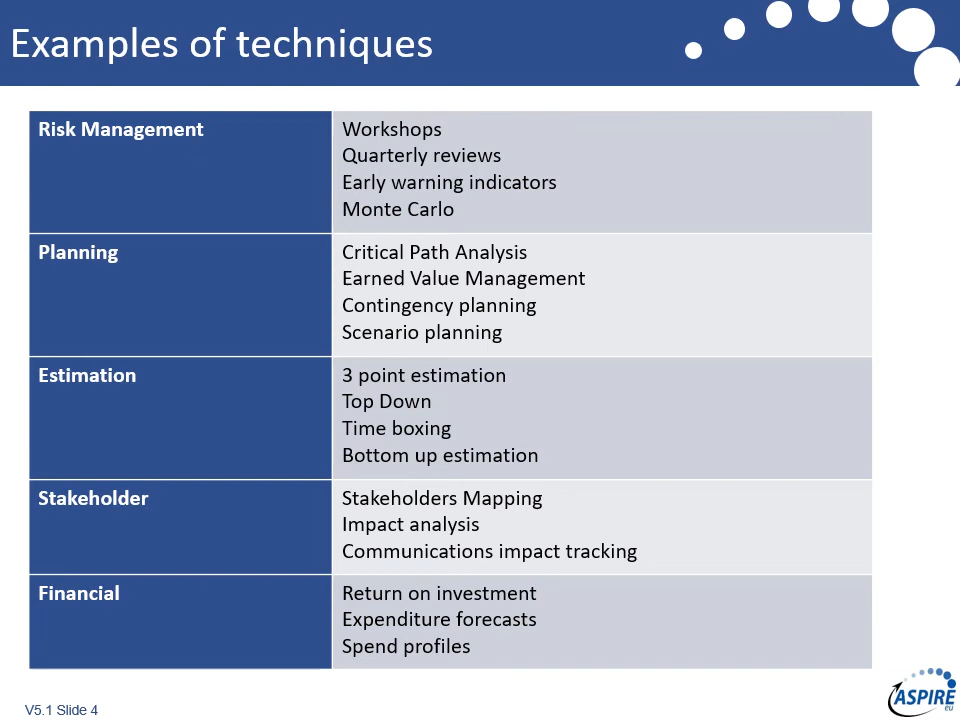 Examples of techniques
Risk Management
Workshops
Quarterly reviews
Early warning indicators
Monte Carlo
Planning
Critical Path Analysis
Earned Value Management
Contingency planning
Scenario planning
Estimation
3 point estimation
Top Down
Time boxing
Bottom up estimation
Stakeholder
Stakeholders Mapping
Impact analysis
Communications impact tracking
Financial
Return on investment
Expenditure forecasts
Spend profiles
V5.1 Slide 4
ASPIRE
eu